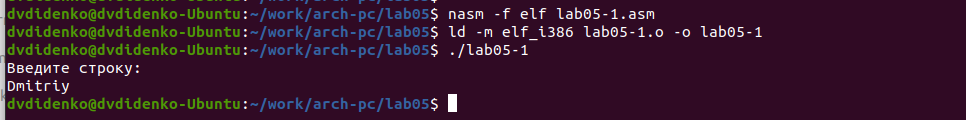 dvdidenko@dvdidenko-Ubuntu:~/work/arch-pc/lab05$ nasm -f elf lab05-1.asm
dvdidenko@dvdidenko-Ubuntu:~/work/arch-pc/lab05$ ld -m elf_i386 lab05-1.o -o lab05-1
dvdidenko@dvdidenko-Ubuntu:~/work/arch-pc/lab05$ ./lab05-1
Введите строку:
Dmitriy
dvdidenko@dvdidenko-Ubuntu:~/work/arch-pc/lab05$